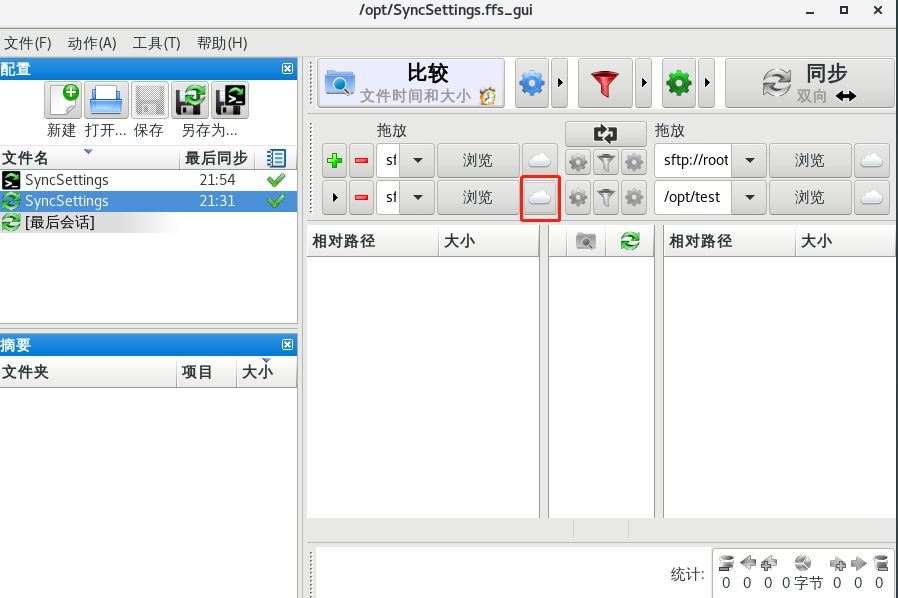 /opt/SyncSettings.ffs_gui
文件(F) 动作(A) 工具(T) 帮助(H)
配置
新建 打开... 保存 另存为...
文件名 最后同步
SyncSettings 21:54
SyncSettings 21:31
[最后会话]
摘要
文件夹 项目 大小
比较
文件时间和大小
同步
双向
拖放 拖放
sf 浏览 sftp://root 浏览
sf 浏览 /opt/test 浏览
相对路径 大小 相对路径 大小
统计: 0 0 0 0 字节 0 0 0